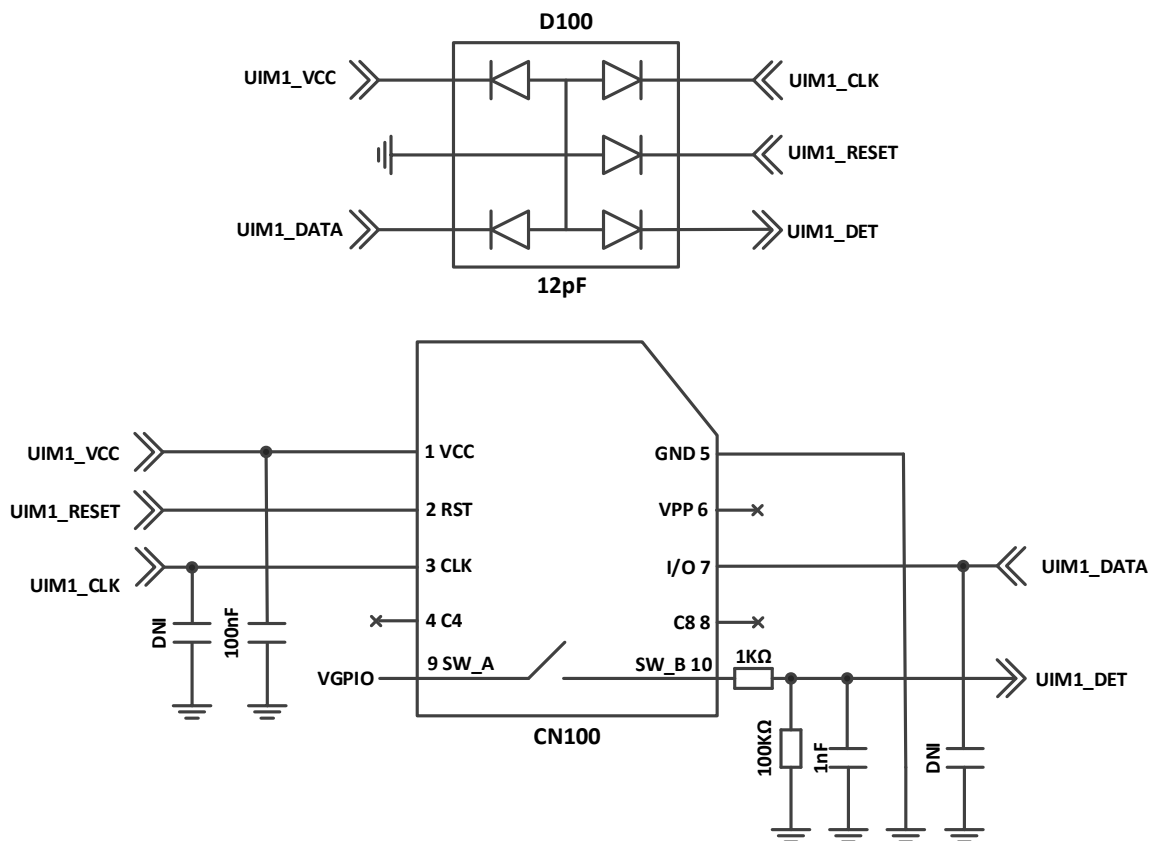 D100
UIM1_VCC
UIM1_CLK
UIM1_RESET
UIM1_DATA
UIM1_DET
12pF
UIM1_VCC
1 VCC
GND 5
UIM1_RESET
2 RST
VPP 6
UIM1_CLK
3 CLK
I/O 7
UIM1_DATA
DNI
100nF
4 C4
C8 8
VGPIO
9 SW_A
SW_B 10
1KΩ
UIM1_DET
CN100
100KΩ
1nF
DNI